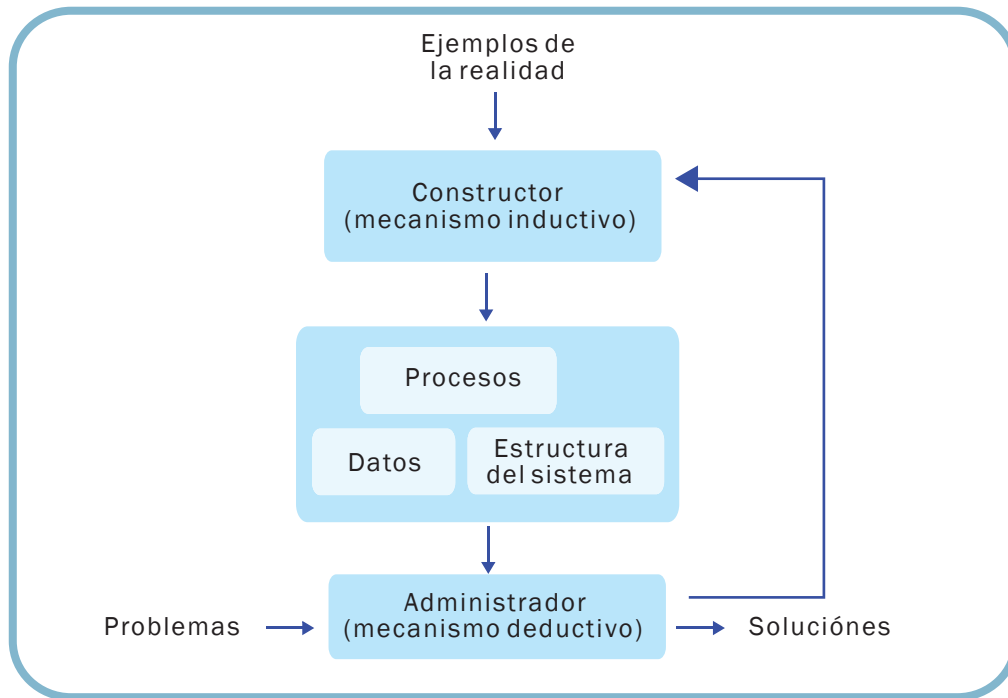 Ejemplos de
la realidad
Constructor
(mecanismo inductivo)
Procesos
Datos
Estructura
del sistema
Administrador
(mecanismo deductivo)
Problemas
Soluciónes